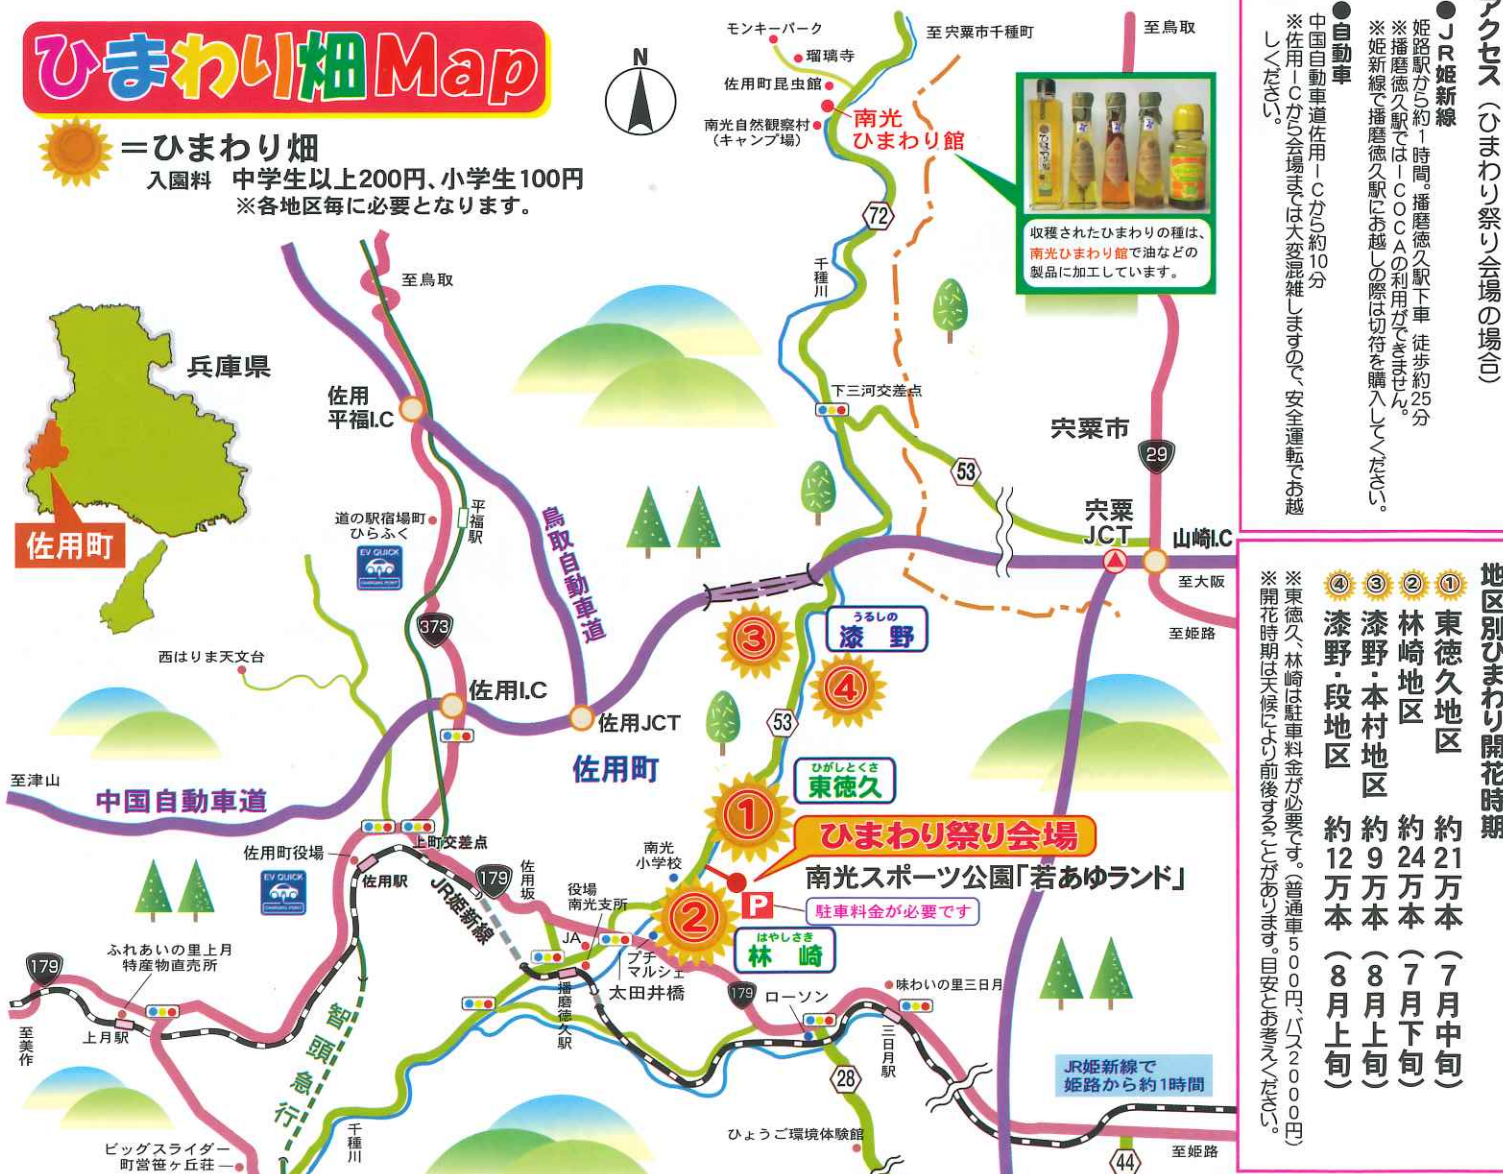 ひまわり畑Map
=ひまわり畑
入園料 中学生以上200円、小学生100円
※各地区毎に必要となります。
N
モンキーパーク
瑠璃寺
佐用町昆虫館
南光自然観察村
(キャンプ場)
南光
ひまわり館
至宍粟市千種町
至鳥取
収穫されたひまわりの種は、
南光ひまわり館で油などの
製品に加工しています。
72
千種川
至鳥取
兵庫県
佐用町
佐用
平福I.C
下三河交差点
宍粟市
29
53
宍粟
JCT
山崎I.C
至大阪
至姫路
道の駅宿場町
ひらふく
EV QUICK
CHARGING POINT
平福駅
鳥取自動車道
373
西はりま天文台
佐用I.C
佐用JCT
佐用町
③
うるしの
漆野
④
53
ひがしとくさ
東徳久
①
至津山
中国自動車道
ひまわり祭り会場
南光スポーツ公園「若あゆランド」
P
駐車料金が必要です
南光
小学校
②
はやしさき
林崎
上町交差点
佐用町役場
EV QUICK
CHARGING POINT
佐用駅
JR姫新線
179
佐用坂
役場
南光支所
JA
プチ
マルシェ
太田井橋
播磨徳久駅
179
ローソン
味わいの里三日月
三日月駅
179
ふれあいの里上月
特産物直売所
上月駅
至美作
智頭急行
千種川
28
JR姫新線で
姫路から約1時間
ビッグスライダー
町営笹ヶ丘荘
ひょうご環境体験館
44
至姫路
アクセス(ひまわり祭り会場の場合)
●JR姫新線
姫路駅から約1時間。播磨徳久駅下車 徒歩約25分
※播磨徳久駅ではICOCAの利用ができません。
※姫新線で播磨徳久駅にお越しの際は切符を購入してください。
●自動車
中国自動車道佐用ICから約10分
※佐用ICから会場までは大変混雑しますので、安全運転でお越
しください。
地区別ひまわり開花時期
① 東徳久地区 約21万本(7月中旬)
② 林崎地区 約24万本(7月下旬)
③ 漆野・本村地区 約9万本(8月上旬)
④ 漆野・段地区 約12万本(8月上旬)
※東徳久、林崎は駐車料金が必要です。(普通車500円、バス2000円)
※開花時期は天候により前後することがあります。目安とお考えください。